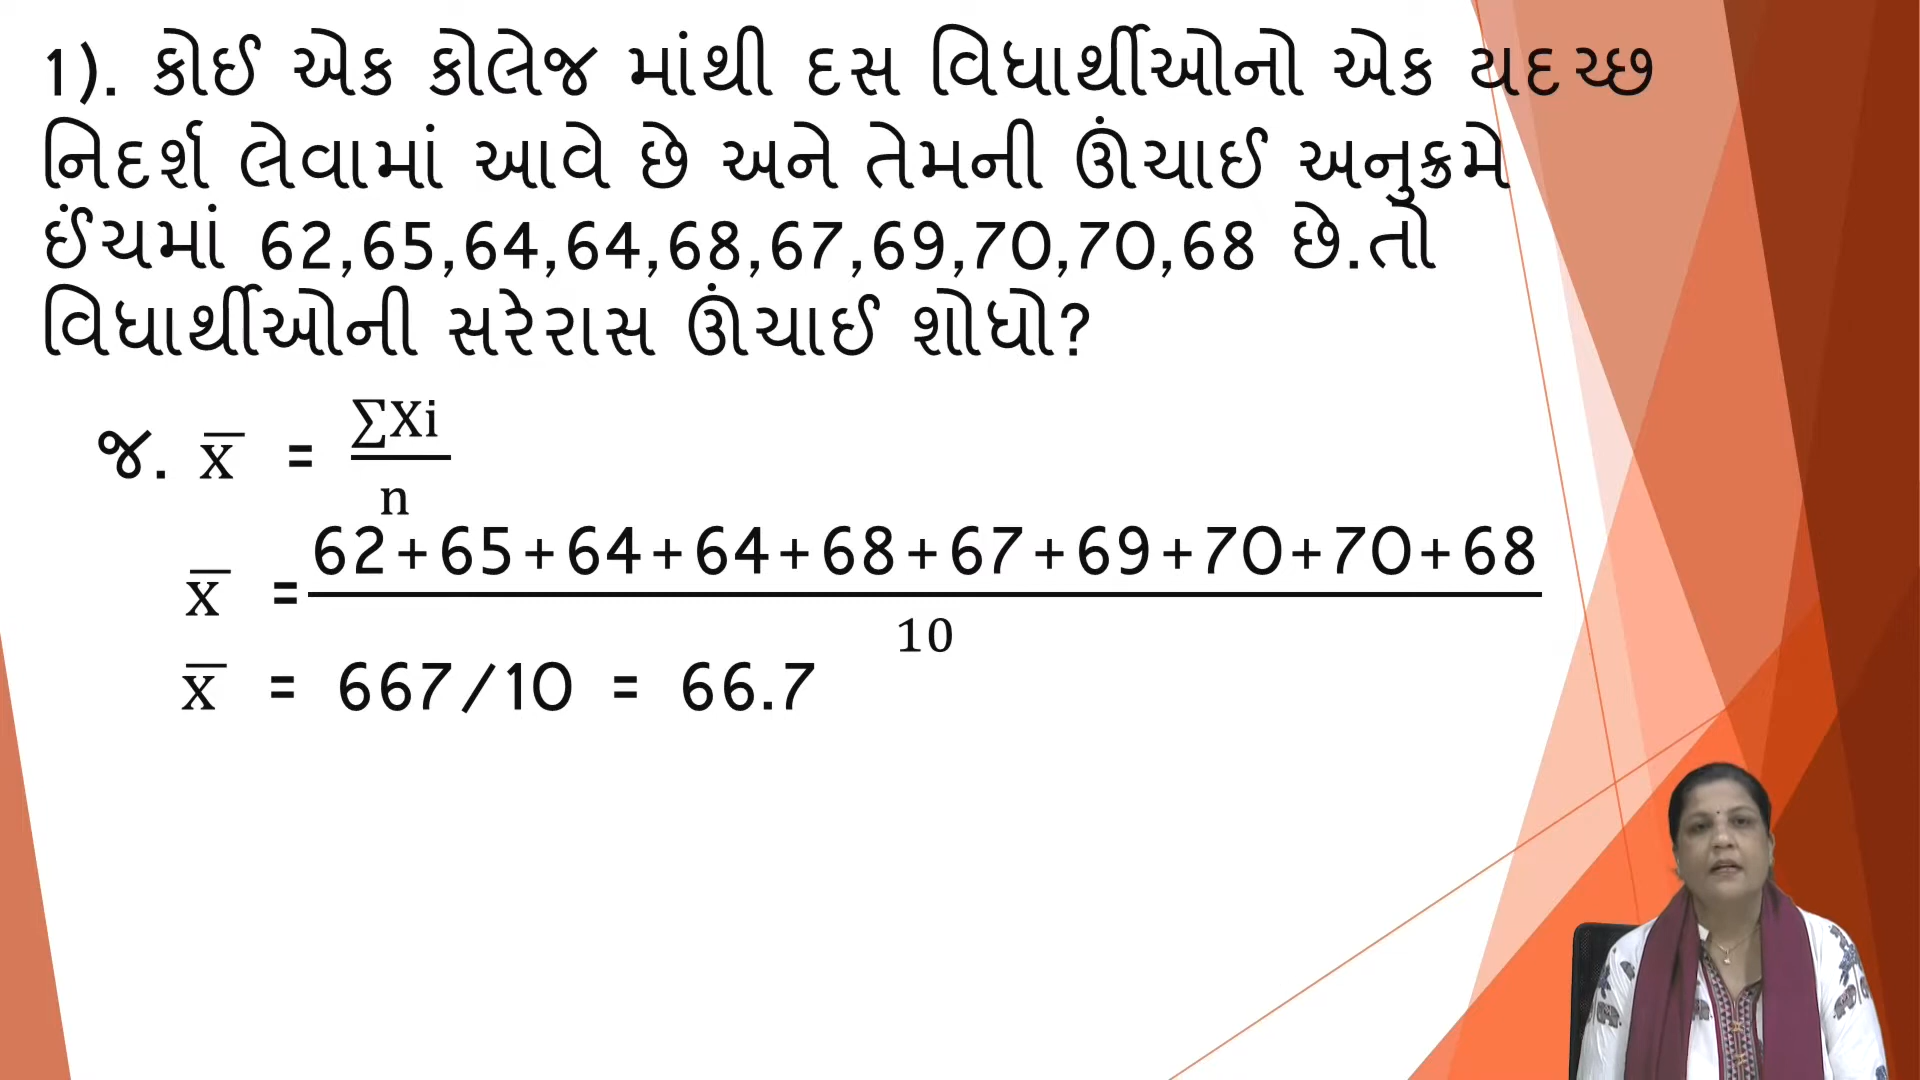 1). કોઈ એક કોલેજ માંથી દસ વિધાર્થીઓનો એક યદચ્છ
નિદર્શ લેવામાં આવે છે અને તેમની ઊંચાઈ અનુક્રમે
ઈંચમાં 62,65,64,64,68,67,69,70,70,68 છે.તો
વિધાર્થીઓની સરેરાસ ઊંચાઈ શોધો?
જ. x̅ = ∑Xi / n
x̅ = 62+65+64+64+68+67+69+70+70+68 / 10
x̅ = 667/10 = 66.7